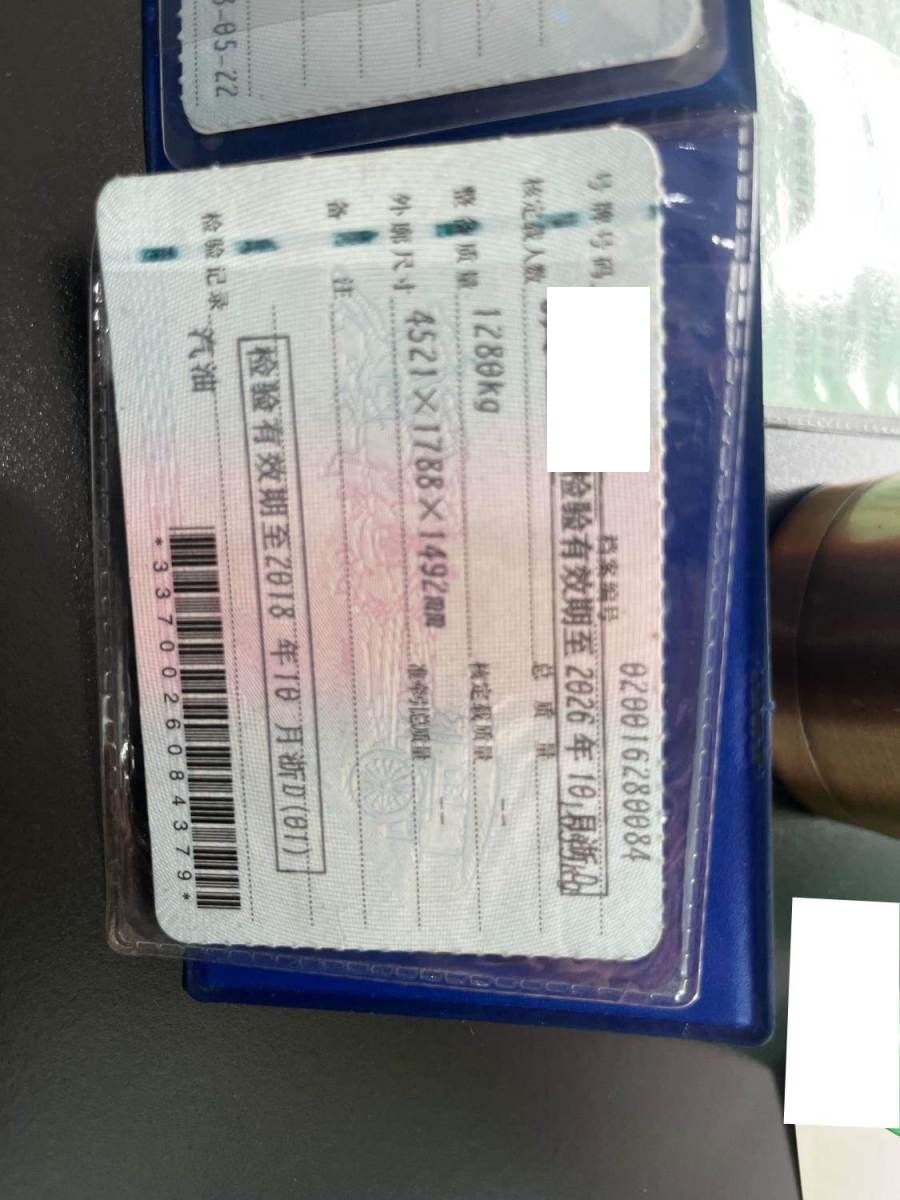 3-05-22
号牌号码
档案编号 020016280084
核定载人数
总质量
检验有效期至2026年10月浙
整备质量 1280kg 核定载质量 --
外廓尺寸 4521×1788×1492mm 准牵引总质量 --
备注
检验有效期至2018年10月浙D(01)
检验记录 汽油
*3370026084379*